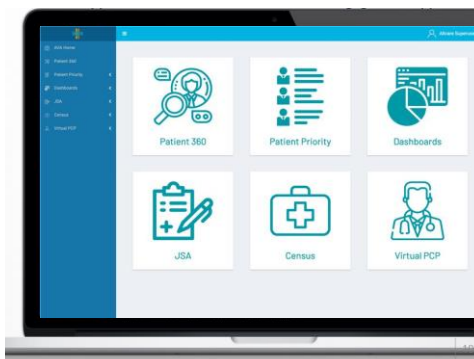 JSA Home
Patient 360
Patient Priority
Dashboards
JSA
Census
Virtual PCP
Patient 360
Patient Priority
Dashboards
JSA
Census
Virtual PCP